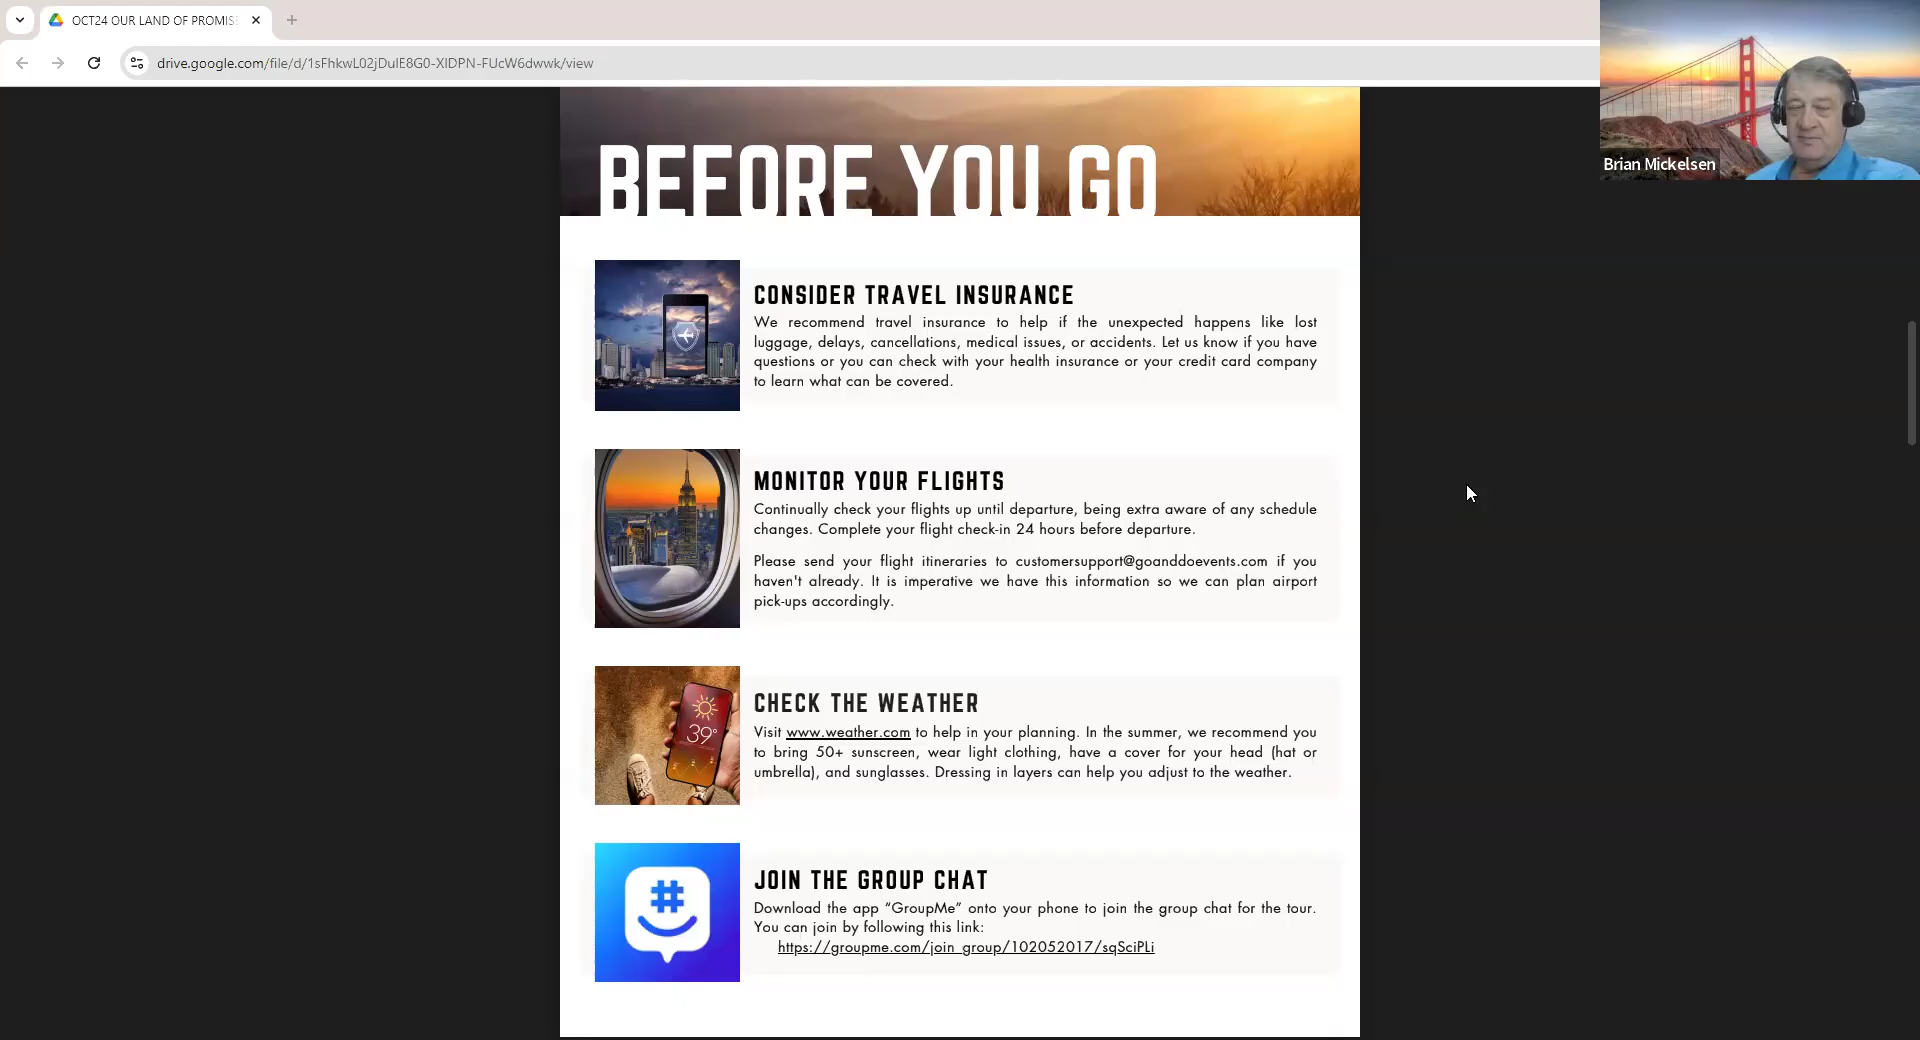 OCT24 OUR LAND OF PROMIS
drive.google.com/file/d/1sFhkwL02jDulE8G0-XIDPN-FUcW6dwwk/view
Brian Mickelsen
BEFORE YOU GO
CONSIDER TRAVEL INSURANCE
We recommend travel insurance to help if the unexpected happens like lost
luggage, delays, cancellations, medical issues, or accidents. Let us know if you have
questions or you can check with your health insurance or your credit card company
to learn what can be covered.
MONITOR YOUR FLIGHTS
Continually check your flights up until departure, being extra aware of any schedule
changes. Complete your flight check-in 24 hours before departure.
Please send your flight itineraries to customersupport@goanddoevents.com if you
haven't already. It is imperative we have this information so we can plan airport
pick-ups accordingly.
CHECK THE WEATHER
39°
Visit www.weather.com to help in your planning. In the summer, we recommend you
to bring 50+ sunscreen, wear light clothing, have a cover for your head (hat or
umbrella), and sunglasses. Dressing in layers can help you adjust to the weather.
JOIN THE GROUP CHAT
#
Download the app “GroupMe” onto your phone to join the group chat for the tour.
You can join by following this link:
https://groupme.com/join_group/102052017/sqSciPLi